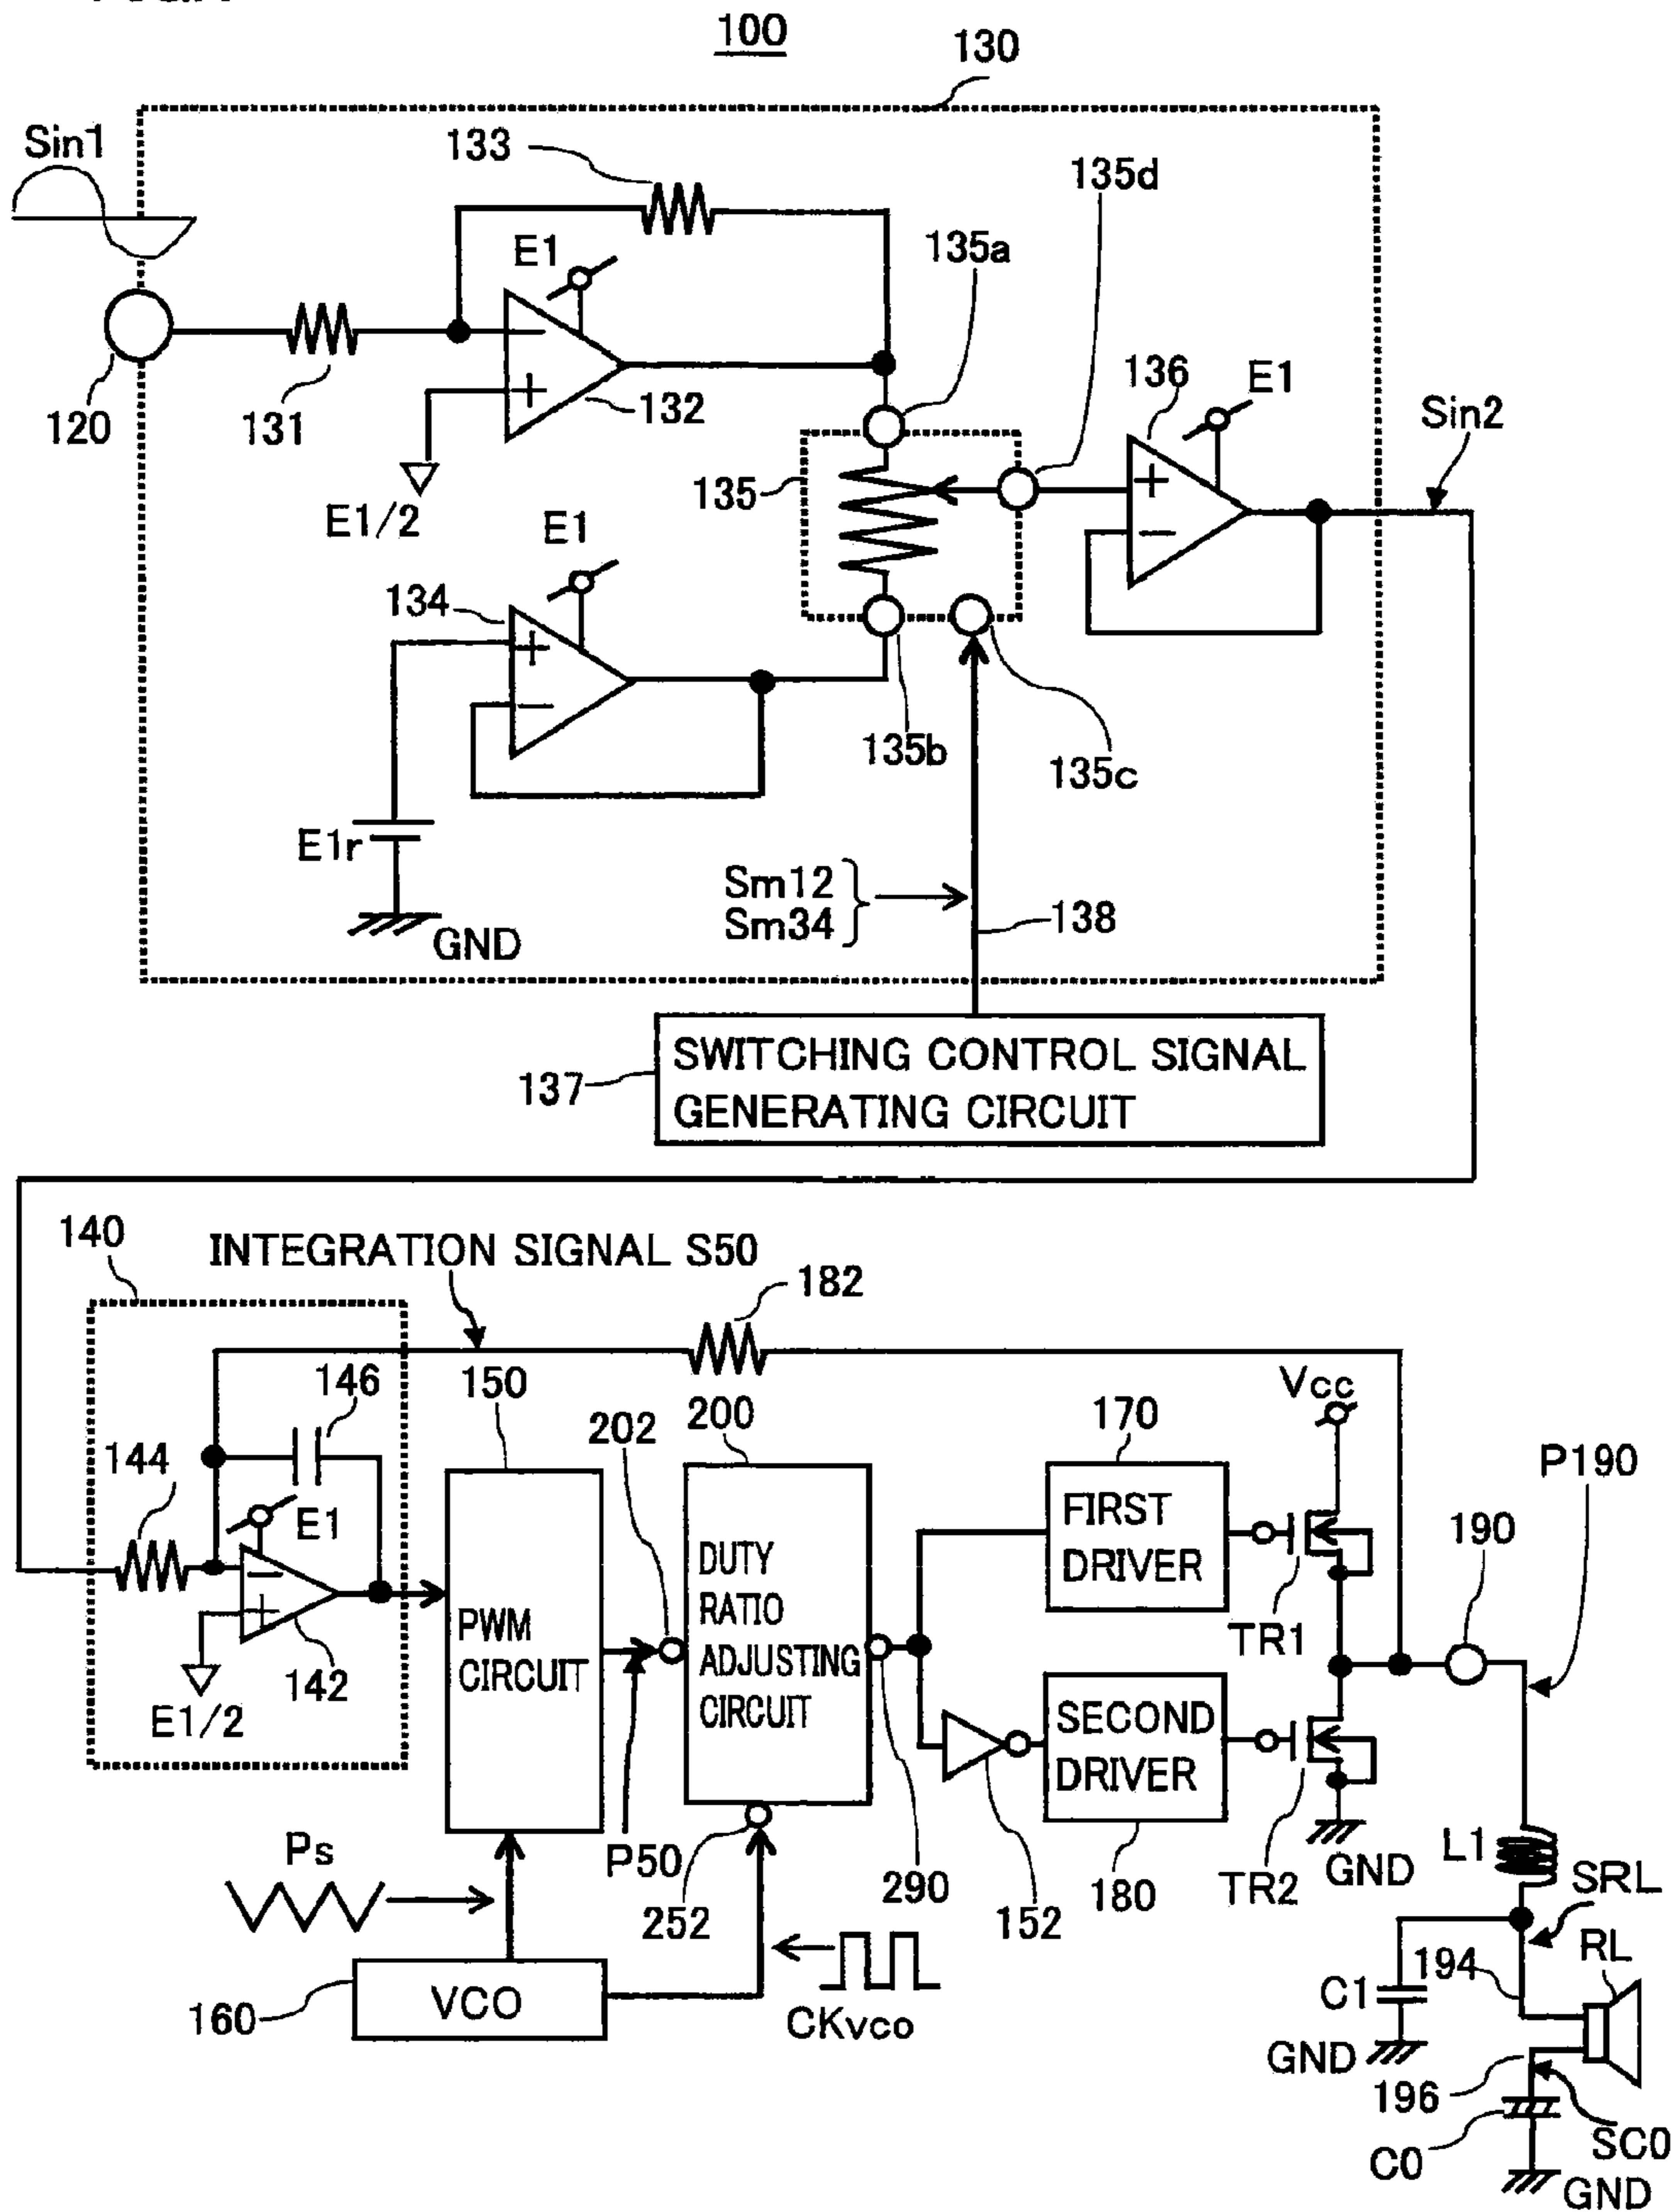 100
130
Sin1
133
135d
E1
135a
120
131
132
136
E1
Sin2
E1/2
135
E1
134
135b
135c
E1r
Sm12
Sm34
138
GND
SWITCHING CONTROL SIGNAL
GENERATING CIRCUIT
137
140
INTEGRATION SIGNAL S50
182
146
150
202
200
170
Vcc
144
P190
E1
FIRST
DRIVER
190
DUTY
RATIO
ADJUSTING
CIRCUIT
PWM
CIRCUIT
TR1
142
E1/2
SECOND
DRIVER
Ps
P50
252
290
152
180
TR2
GND
L1
SRL
RL
194
VCO
160
CKvco
C1
GND
196
C0
SC0
GND